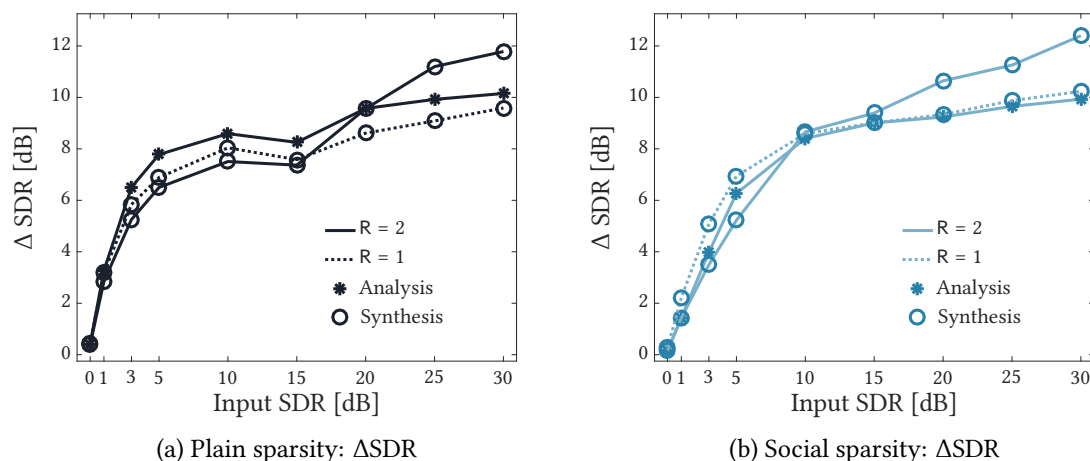 12
10
8
6
4
2
0
Δ SDR [dB]
R = 2
R = 1
Analysis
Synthesis
0 1 3 5 10 15 20 25 30
Input SDR [dB]
(a) Plain sparsity: ΔSDR
12
10
8
6
4
2
0
Δ SDR [dB]
R = 2
R = 1
Analysis
Synthesis
0 1 3 5 10 15 20 25 30
Input SDR [dB]
(b) Social sparsity: ΔSDR